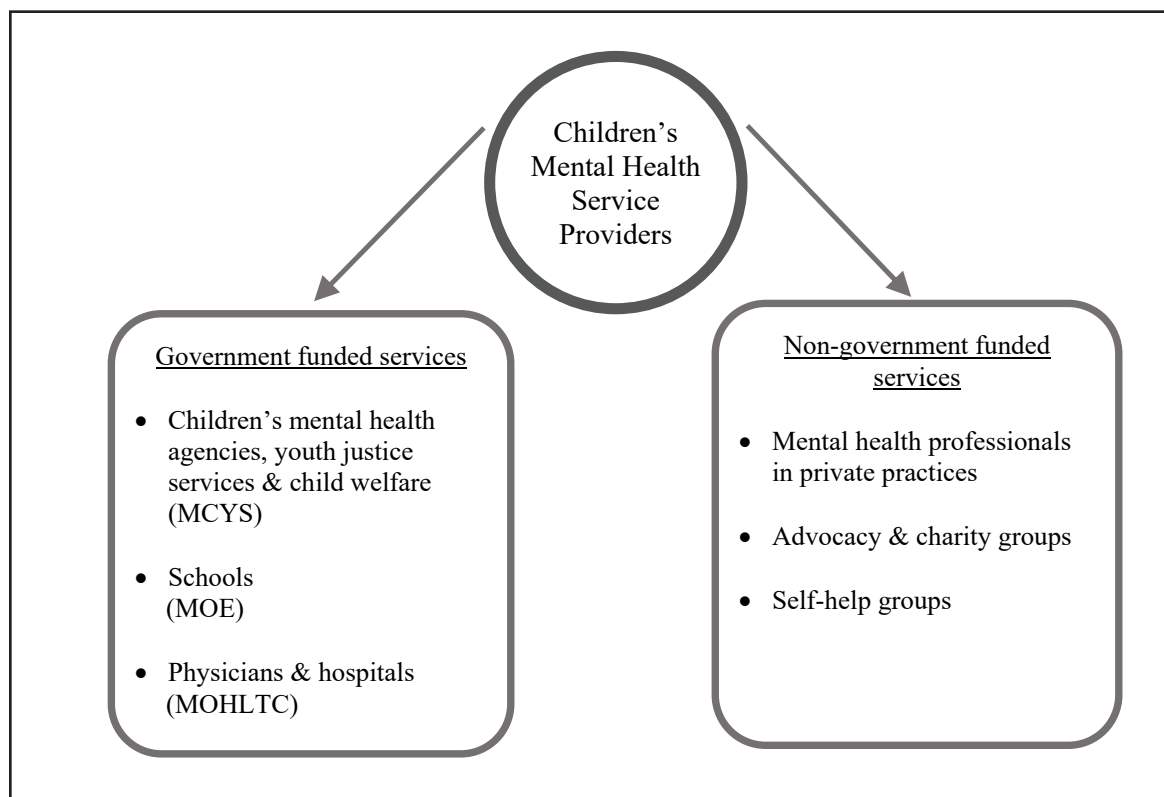 Children’s
Mental Health
Service
Providers
Government funded services
• Children’s mental health
agencies, youth justice
services & child welfare
(MCYS)
• Schools
(MOE)
• Physicians & hospitals
(MOHLTC)
Non-government funded
services
• Mental health professionals
in private practices
• Advocacy & charity groups
• Self-help groups